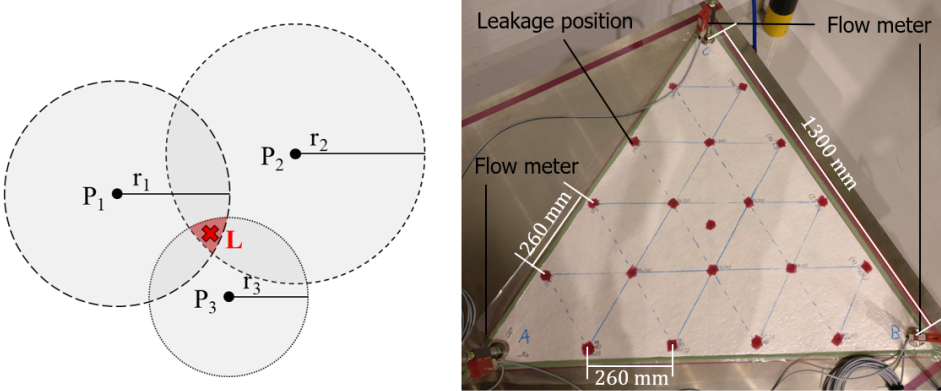 P1
r1
P2
r2
L
P3
r3
Leakage position
Flow meter
Flow meter
1300 mm
260 mm
260 mm
A
B
C